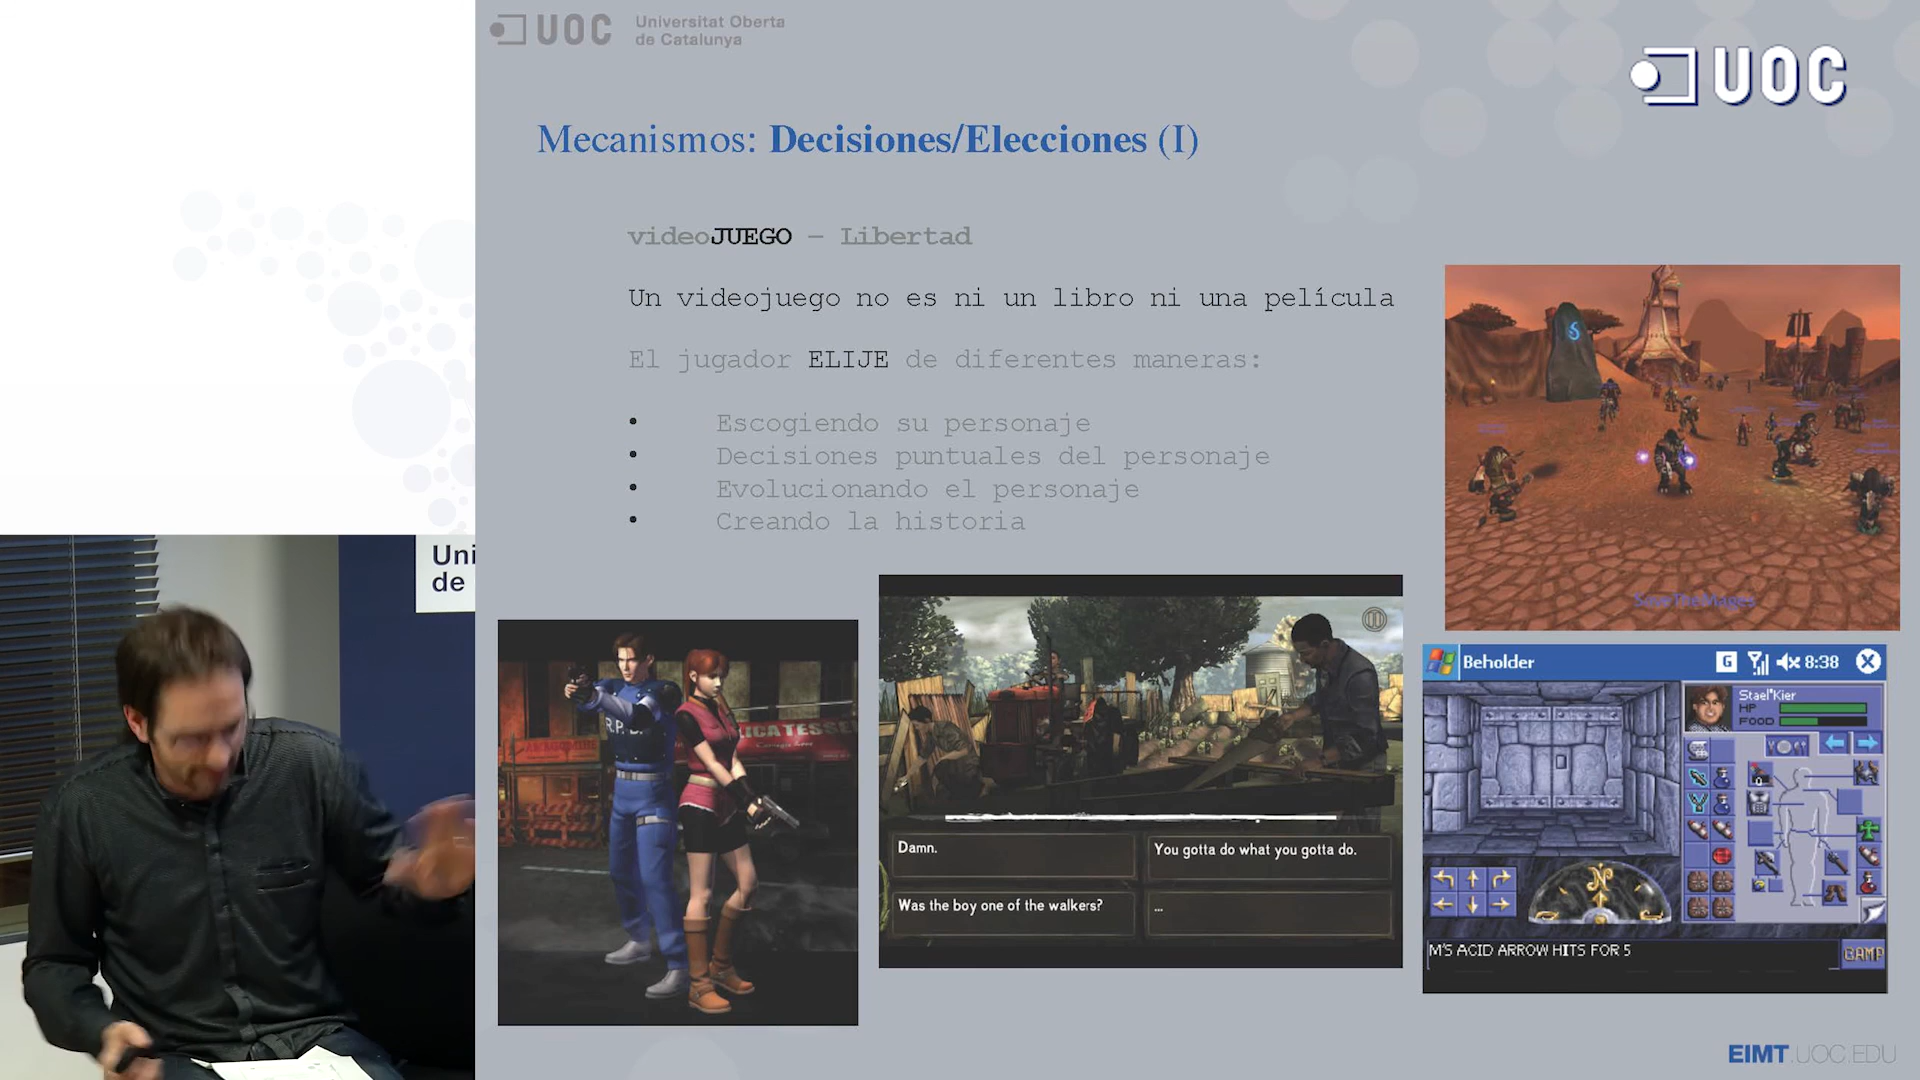 UOC
Universitat Oberta
de Catalunya
UOC
Mecanismos: Decisiones/Elecciones (I)
videoJUEGO – Libertad
Un videojuego no es ni un libro ni una película
El jugador ELIJE de diferentes maneras:
• Escogiendo su personaje
• Decisiones puntuales del personaje
• Evolucionando el personaje
• Creando la historia
SaveTheMages
Uni
de
R.P.D.
Damn.
You gotta do what you gotta do.
Was the boy one of the walkers?
...
Beholder
G
8:38
Stael'Kier
HP
FOOD
M'S ACID ARROW HITS FOR 5
CAMP
EIMT.UOC.EDU